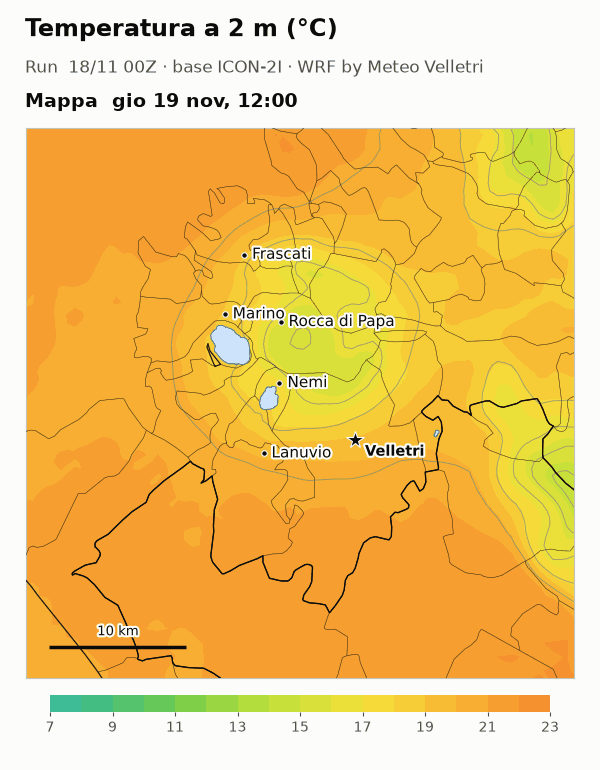 Temperatura a 2 m (°C)
Run  18/11 00Z · base ICON-2I · WRF by Meteo Velletri
Mappa  gio 19 nov, 12:00
Frascati
Marino
Rocca di Papa
Nemi
Velletri
Lanuvio
10 km
7 9 11 13 15 17 19 21 23